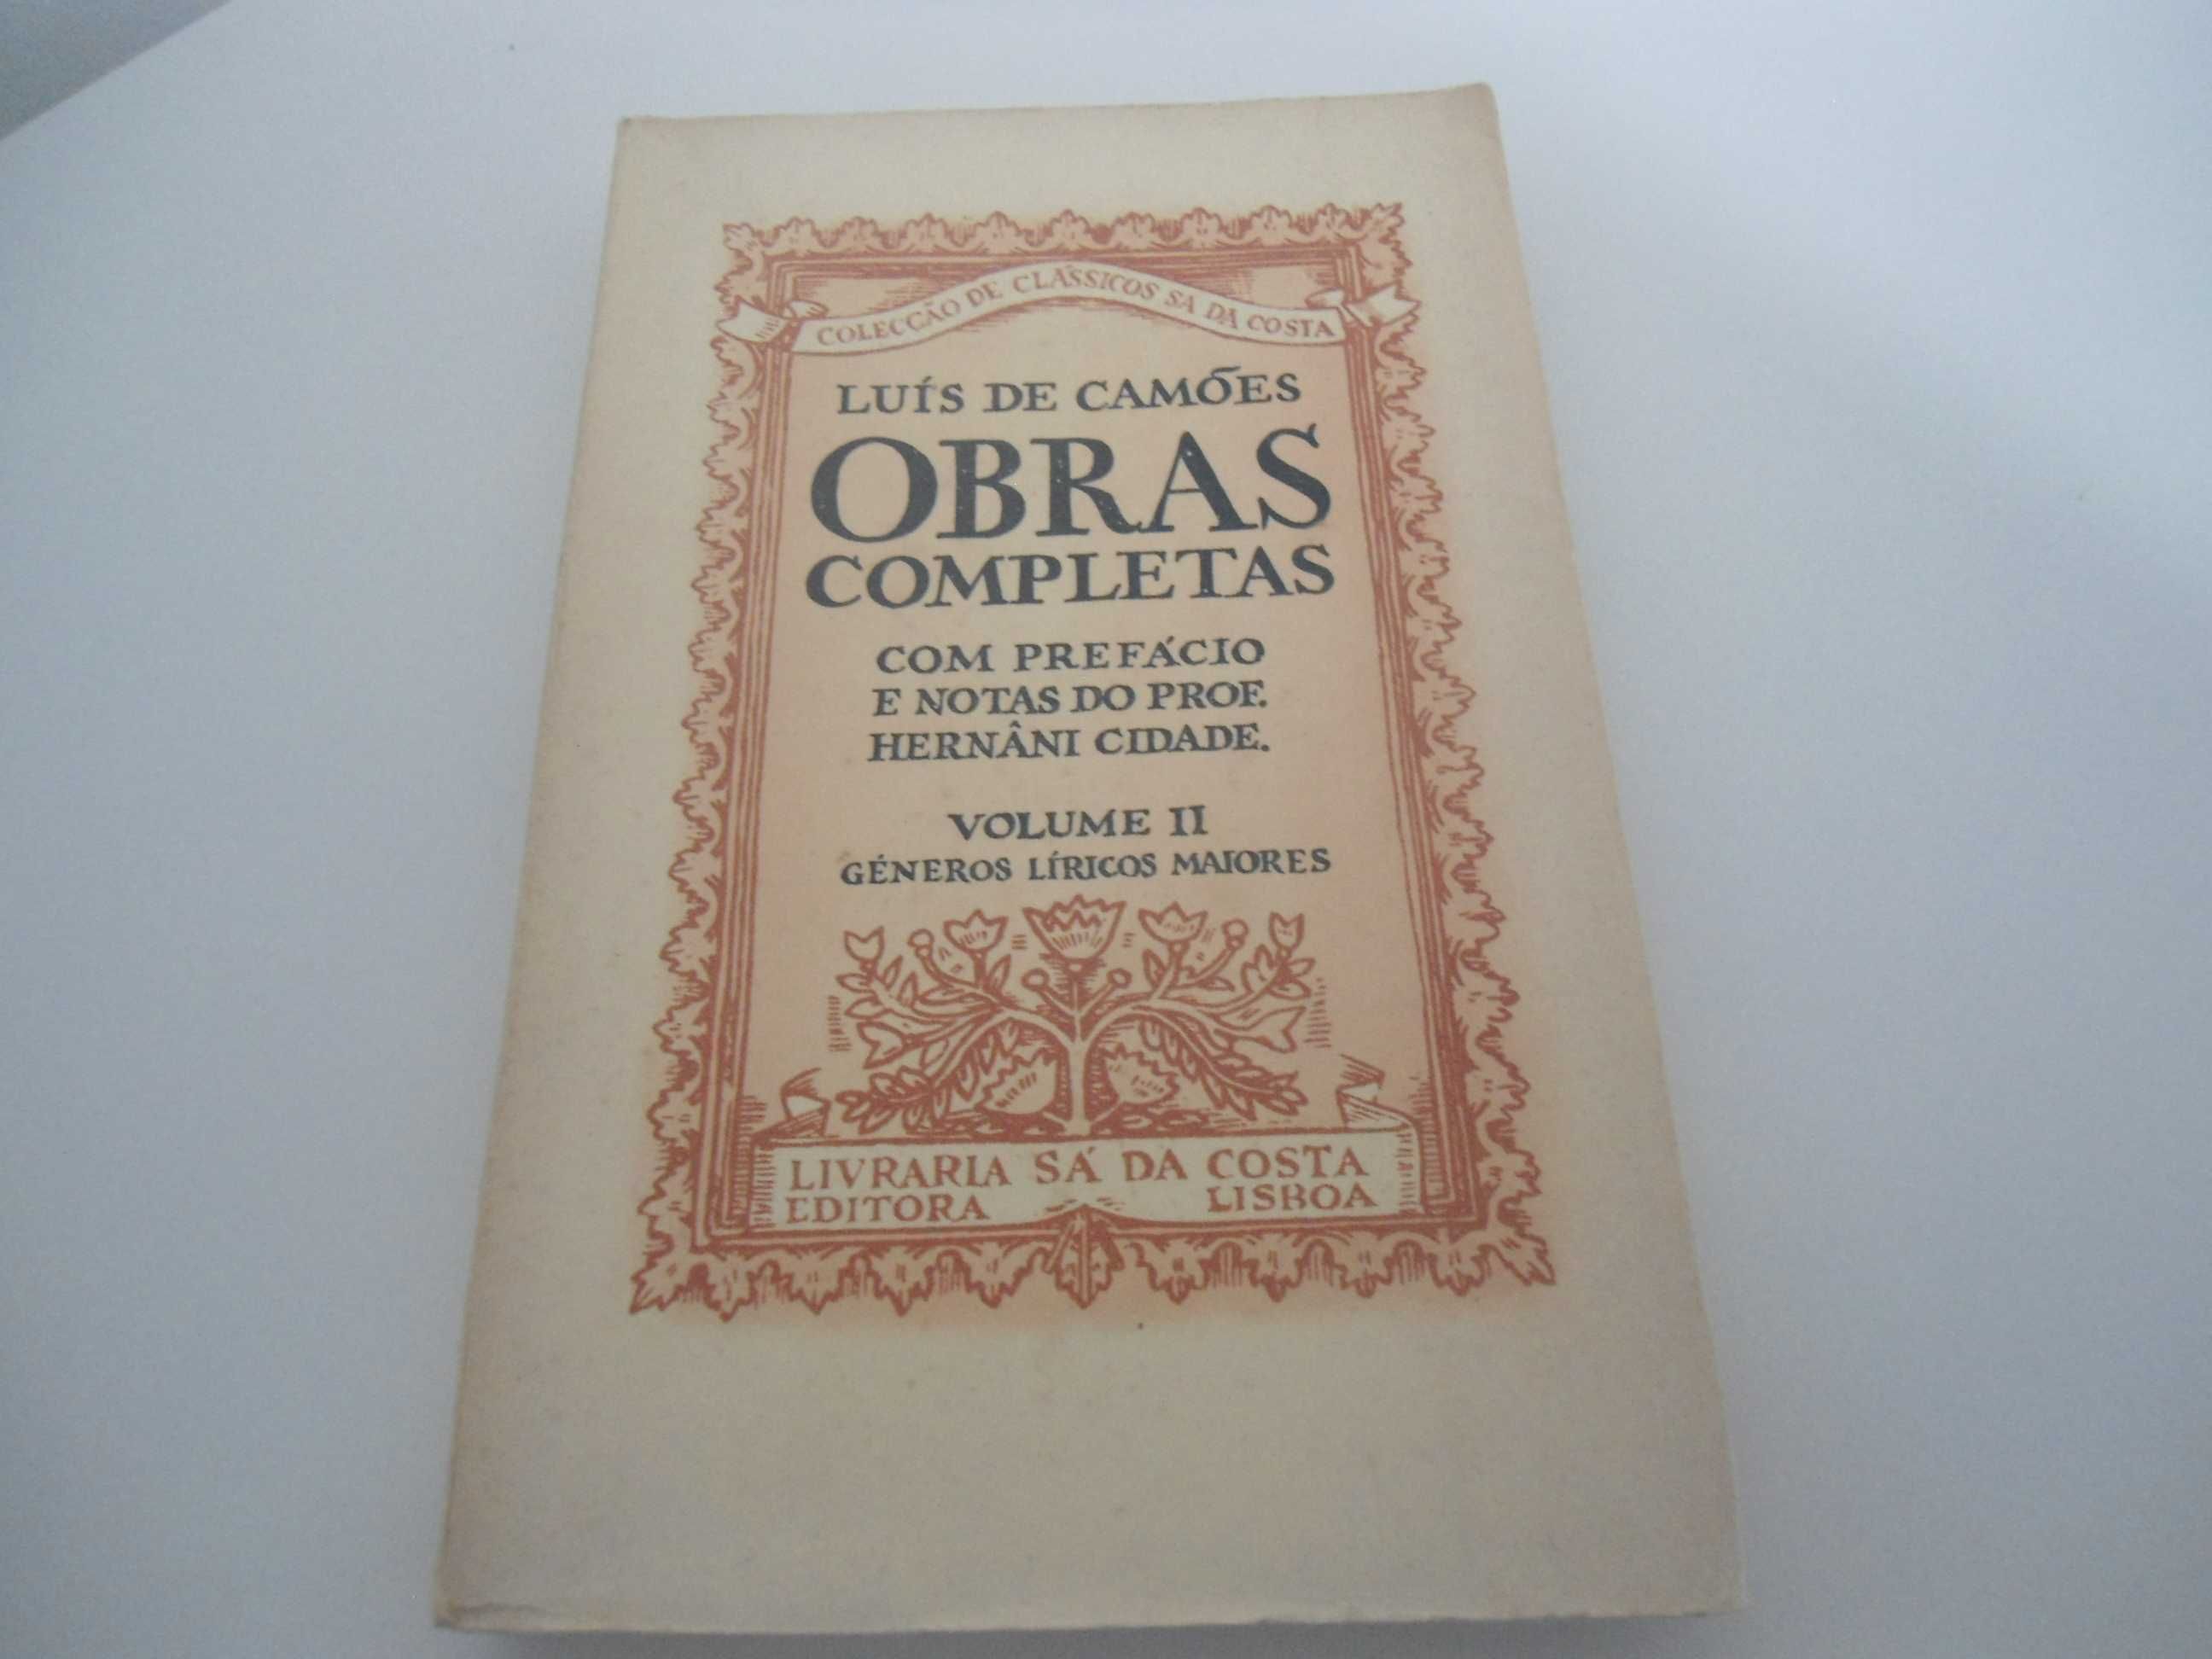 COLECÇÃO DE CLÁSSICOS SÁ DA COSTA
LUÍS DE CAMÕES
OBRAS
COMPLETAS
COM PREFÁCIO
E NOTAS DO PROF.
HERNÂNI CIDADE.
VOLUME II
GÉNEROS LÍRICOS MAIORES
LIVRARIA SÁ DA COSTA
EDITORA LISBOA